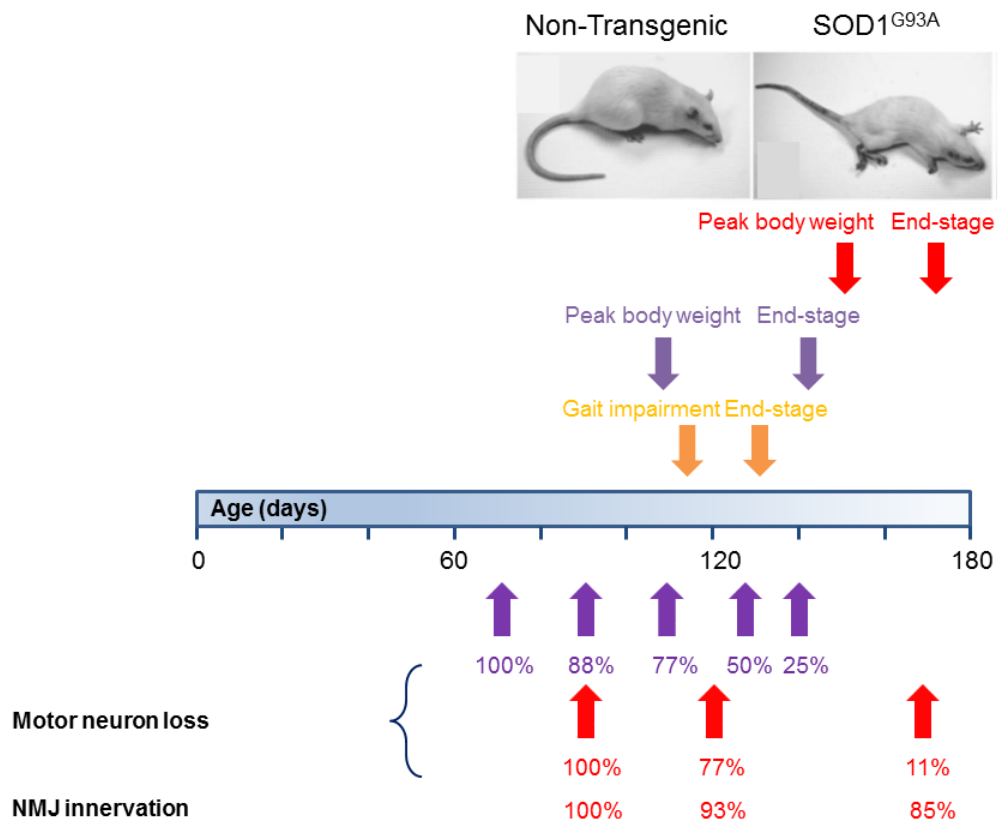 Non-Transgenic SOD1G93A
Peak body weight End-stage
Peak body weight End-stage
Gait impairment End-stage
Age (days)
0 60 120 180
100% 88% 77% 50% 25%
Motor neuron loss
100% 77% 11%
NMJ innervation 100% 93% 85%